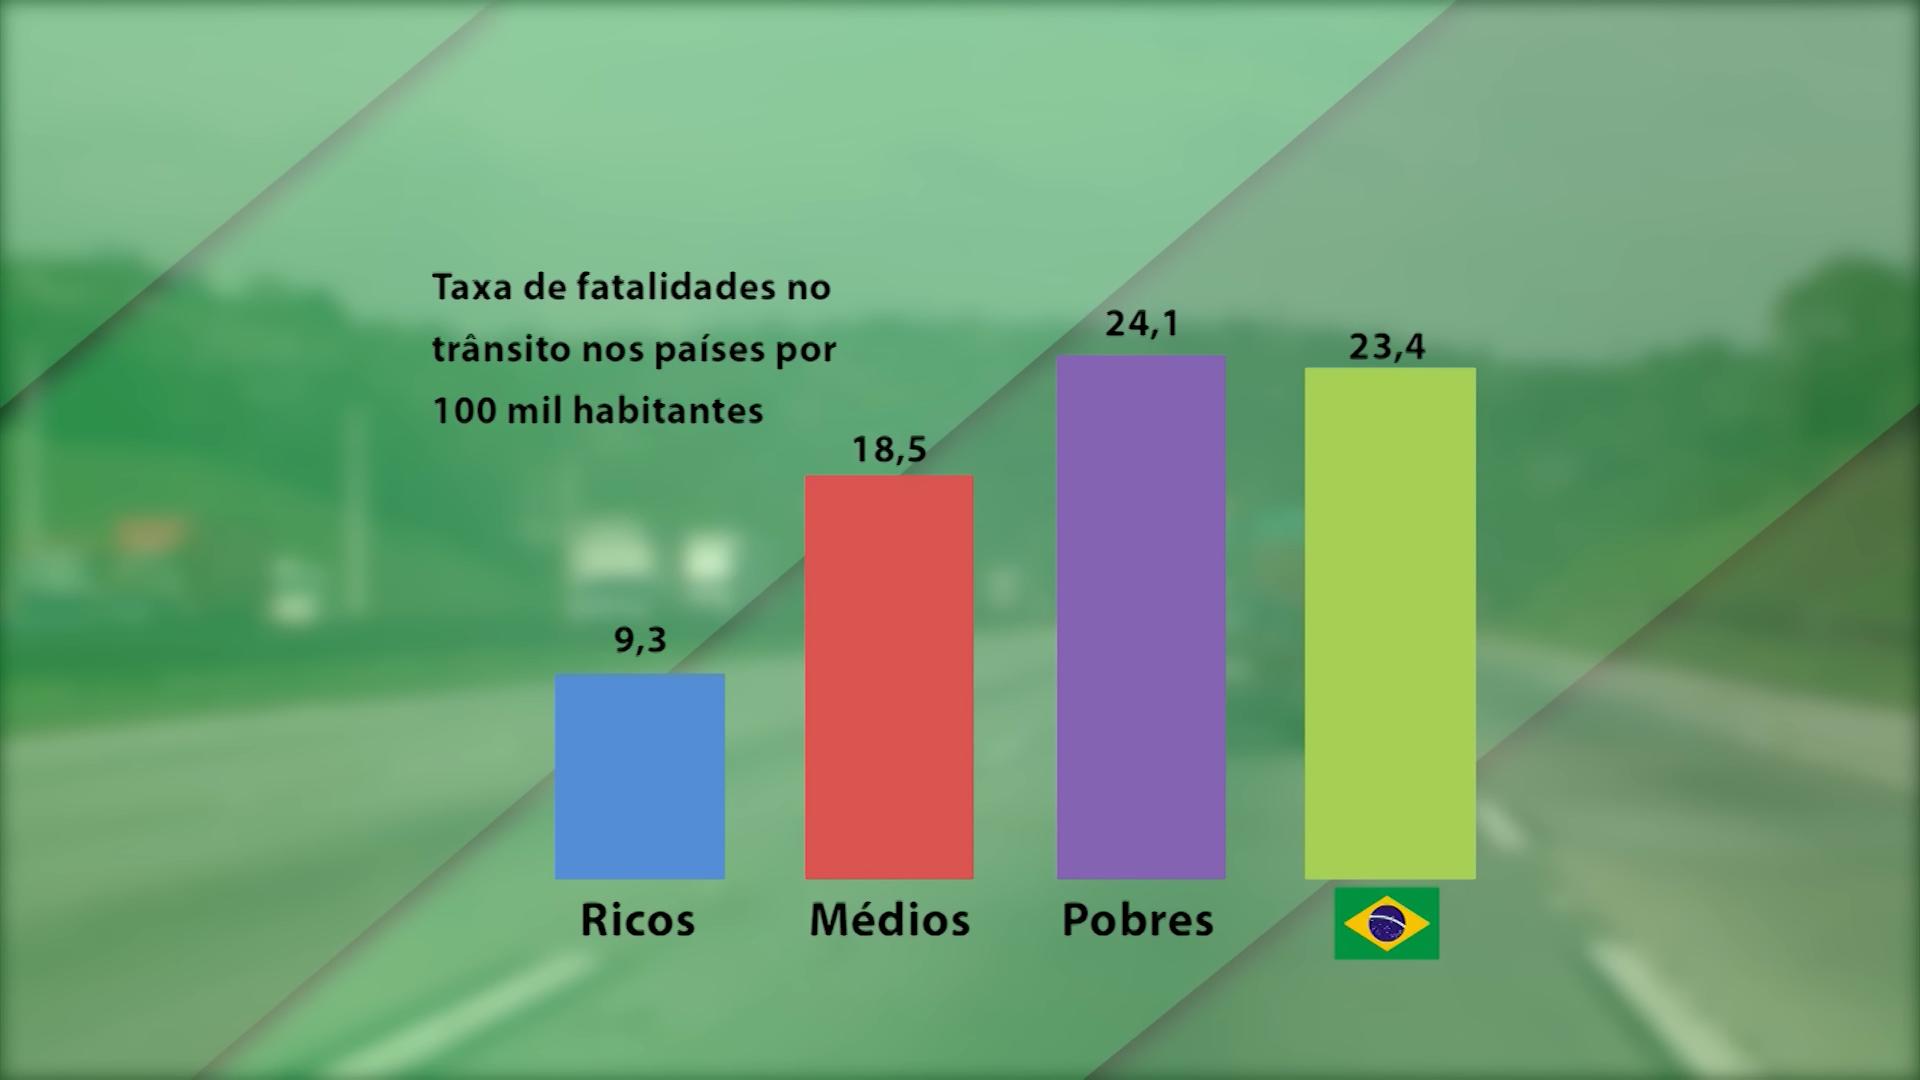 Taxa de fatalidades no
trânsito nos países por
100 mil habitantes
9,3
18,5
24,1
23,4
Ricos
Médios
Pobres